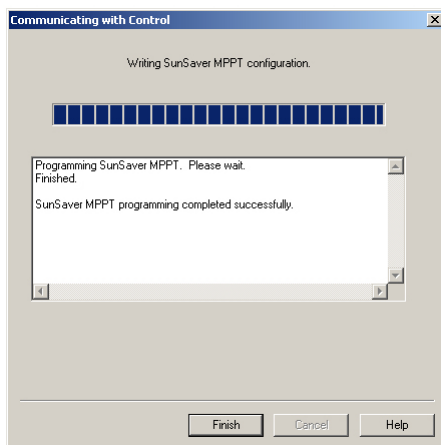 Communicating with Control
Writing SunSaver MPPT configuration.
Programming SunSaver MPPT.  Please wait.
Finished.
SunSaver MPPT programming completed successfully.
Finish
Cancel
Help